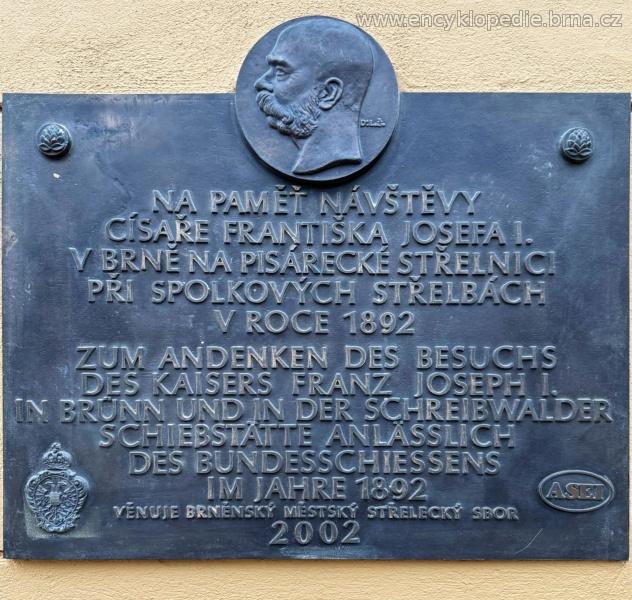 www.encyklopedie.brna.cz
NA PAMĚŤ NÁVŠTĚVY
CÍSAŘE FRANTIŠKA JOSEFA I.
V BRNĚ NA PISÁRECKÉ STŘELNICI
PŘI SPOLKOVÝCH STŘELBÁCH
V ROCE 1892
ZUM ANDENKEN DES BESUCHS
DES KAISERS FRANZ JOSEPH I.
IN BRÜNN UND IN DER SCHREIBWALDER
SCHIEBSTÄTTE ANLÄSSLICH
DES BUNDESSCHIESSENS
IM JAHRE 1892
VĚNUJE BRNĚNSKÝ MĚSTSKÝ STŘELECKÝ SBOR
2002
ASEI